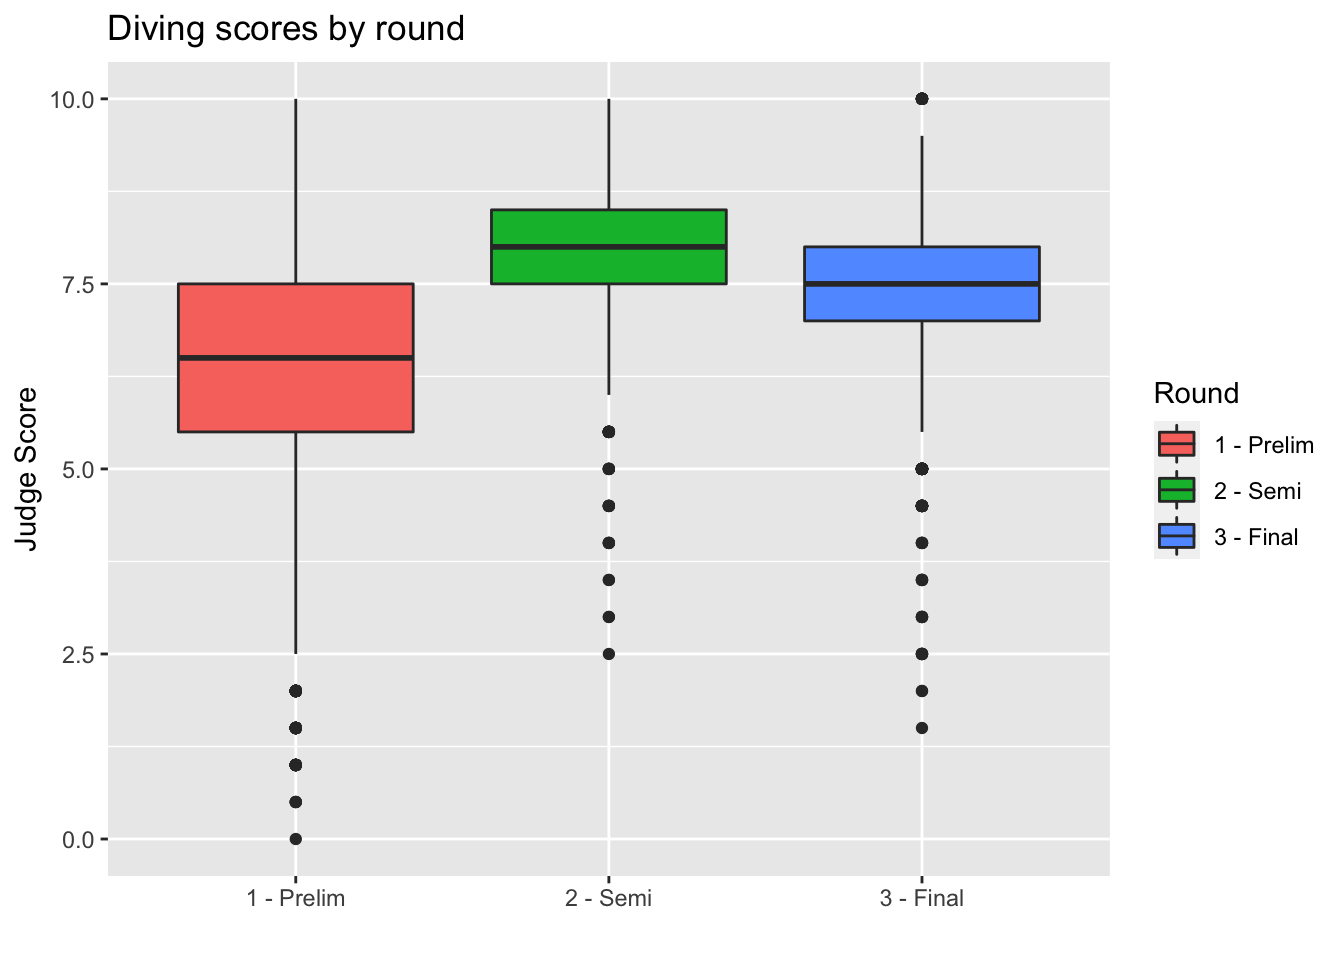 Diving scores by round
10.0
7.5
5.0
2.5
0.0
Judge Score
1 - Prelim
2 - Semi
3 - Final
Round
1 - Prelim
2 - Semi
3 - Final